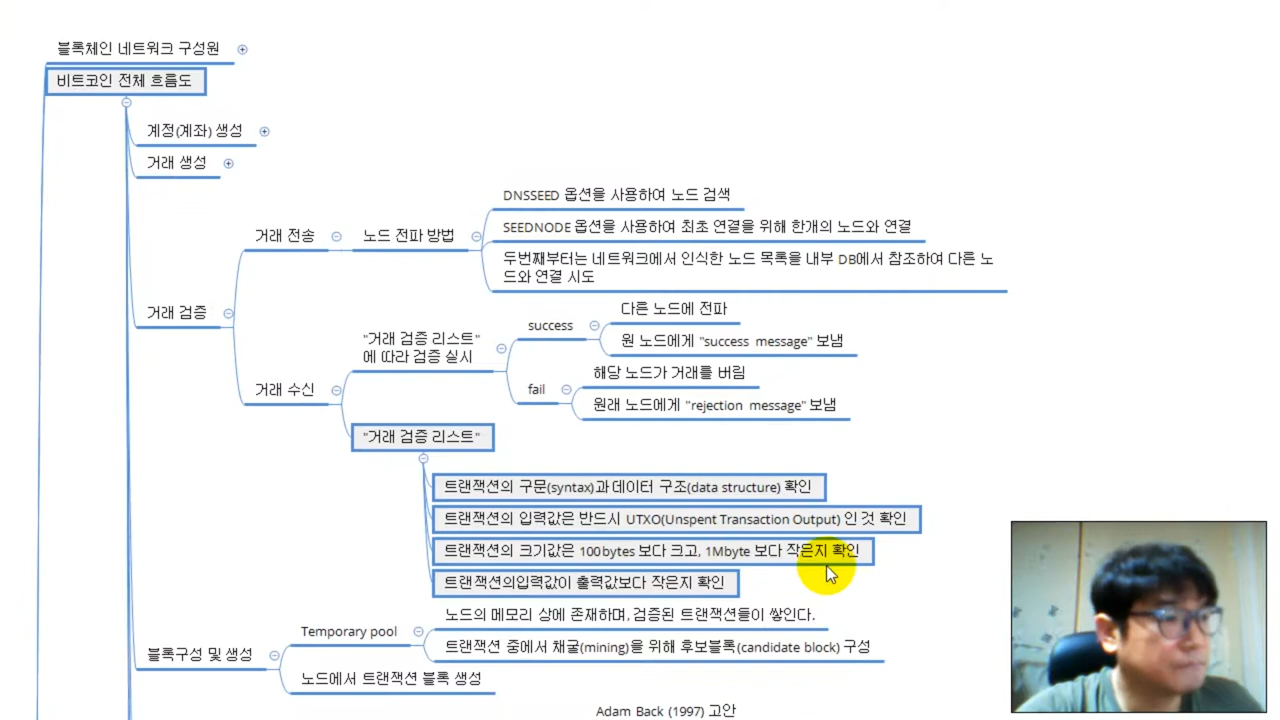 블록체인 네트워크 구성원
비트코인 전체 흐름도
계정(계좌) 생성
거래 생성
거래 검증
거래 전송
노드 전파 방법
DNSSEED 옵션을 사용하여 노드 검색
SEEDNODE 옵션을 사용하여 최초 연결을 위해 한개의 노드와 연결
두번째부터는 네트워크에서 인식한 노드 목록을 내부 DB에서 참조하여 다른 노
드와 연결 시도
거래 수신
"거래 검증 리스트"
에 따라 검증 실시
success
다른 노드에 전파
원 노드에게 "success message" 보냄
fail
해당 노드가 거래를 버림
원래 노드에게 "rejection message" 보냄
"거래 검증 리스트"
트랜잭션의 구문(syntax)과 데이터 구조(data structure) 확인
트랜잭션의 입력값은 반드시 UTXO(Unspent Transaction Output) 인 것 확인
트랜잭션의 크기값은 100bytes 보다 크고, 1Mbyte 보다 작은지 확인
트랜잭션의입력값이 출력값보다 작은지 확인
블록구성 및 생성
Temporary pool
노드의 메모리 상에 존재하며, 검증된 트랜잭션들이 쌓인다.
트랜잭션 중에서 채굴(mining)을 위해 후보블록(candidate block) 구성
노드에서 트랜잭션 블록 생성
Adam Back (1997) 고안